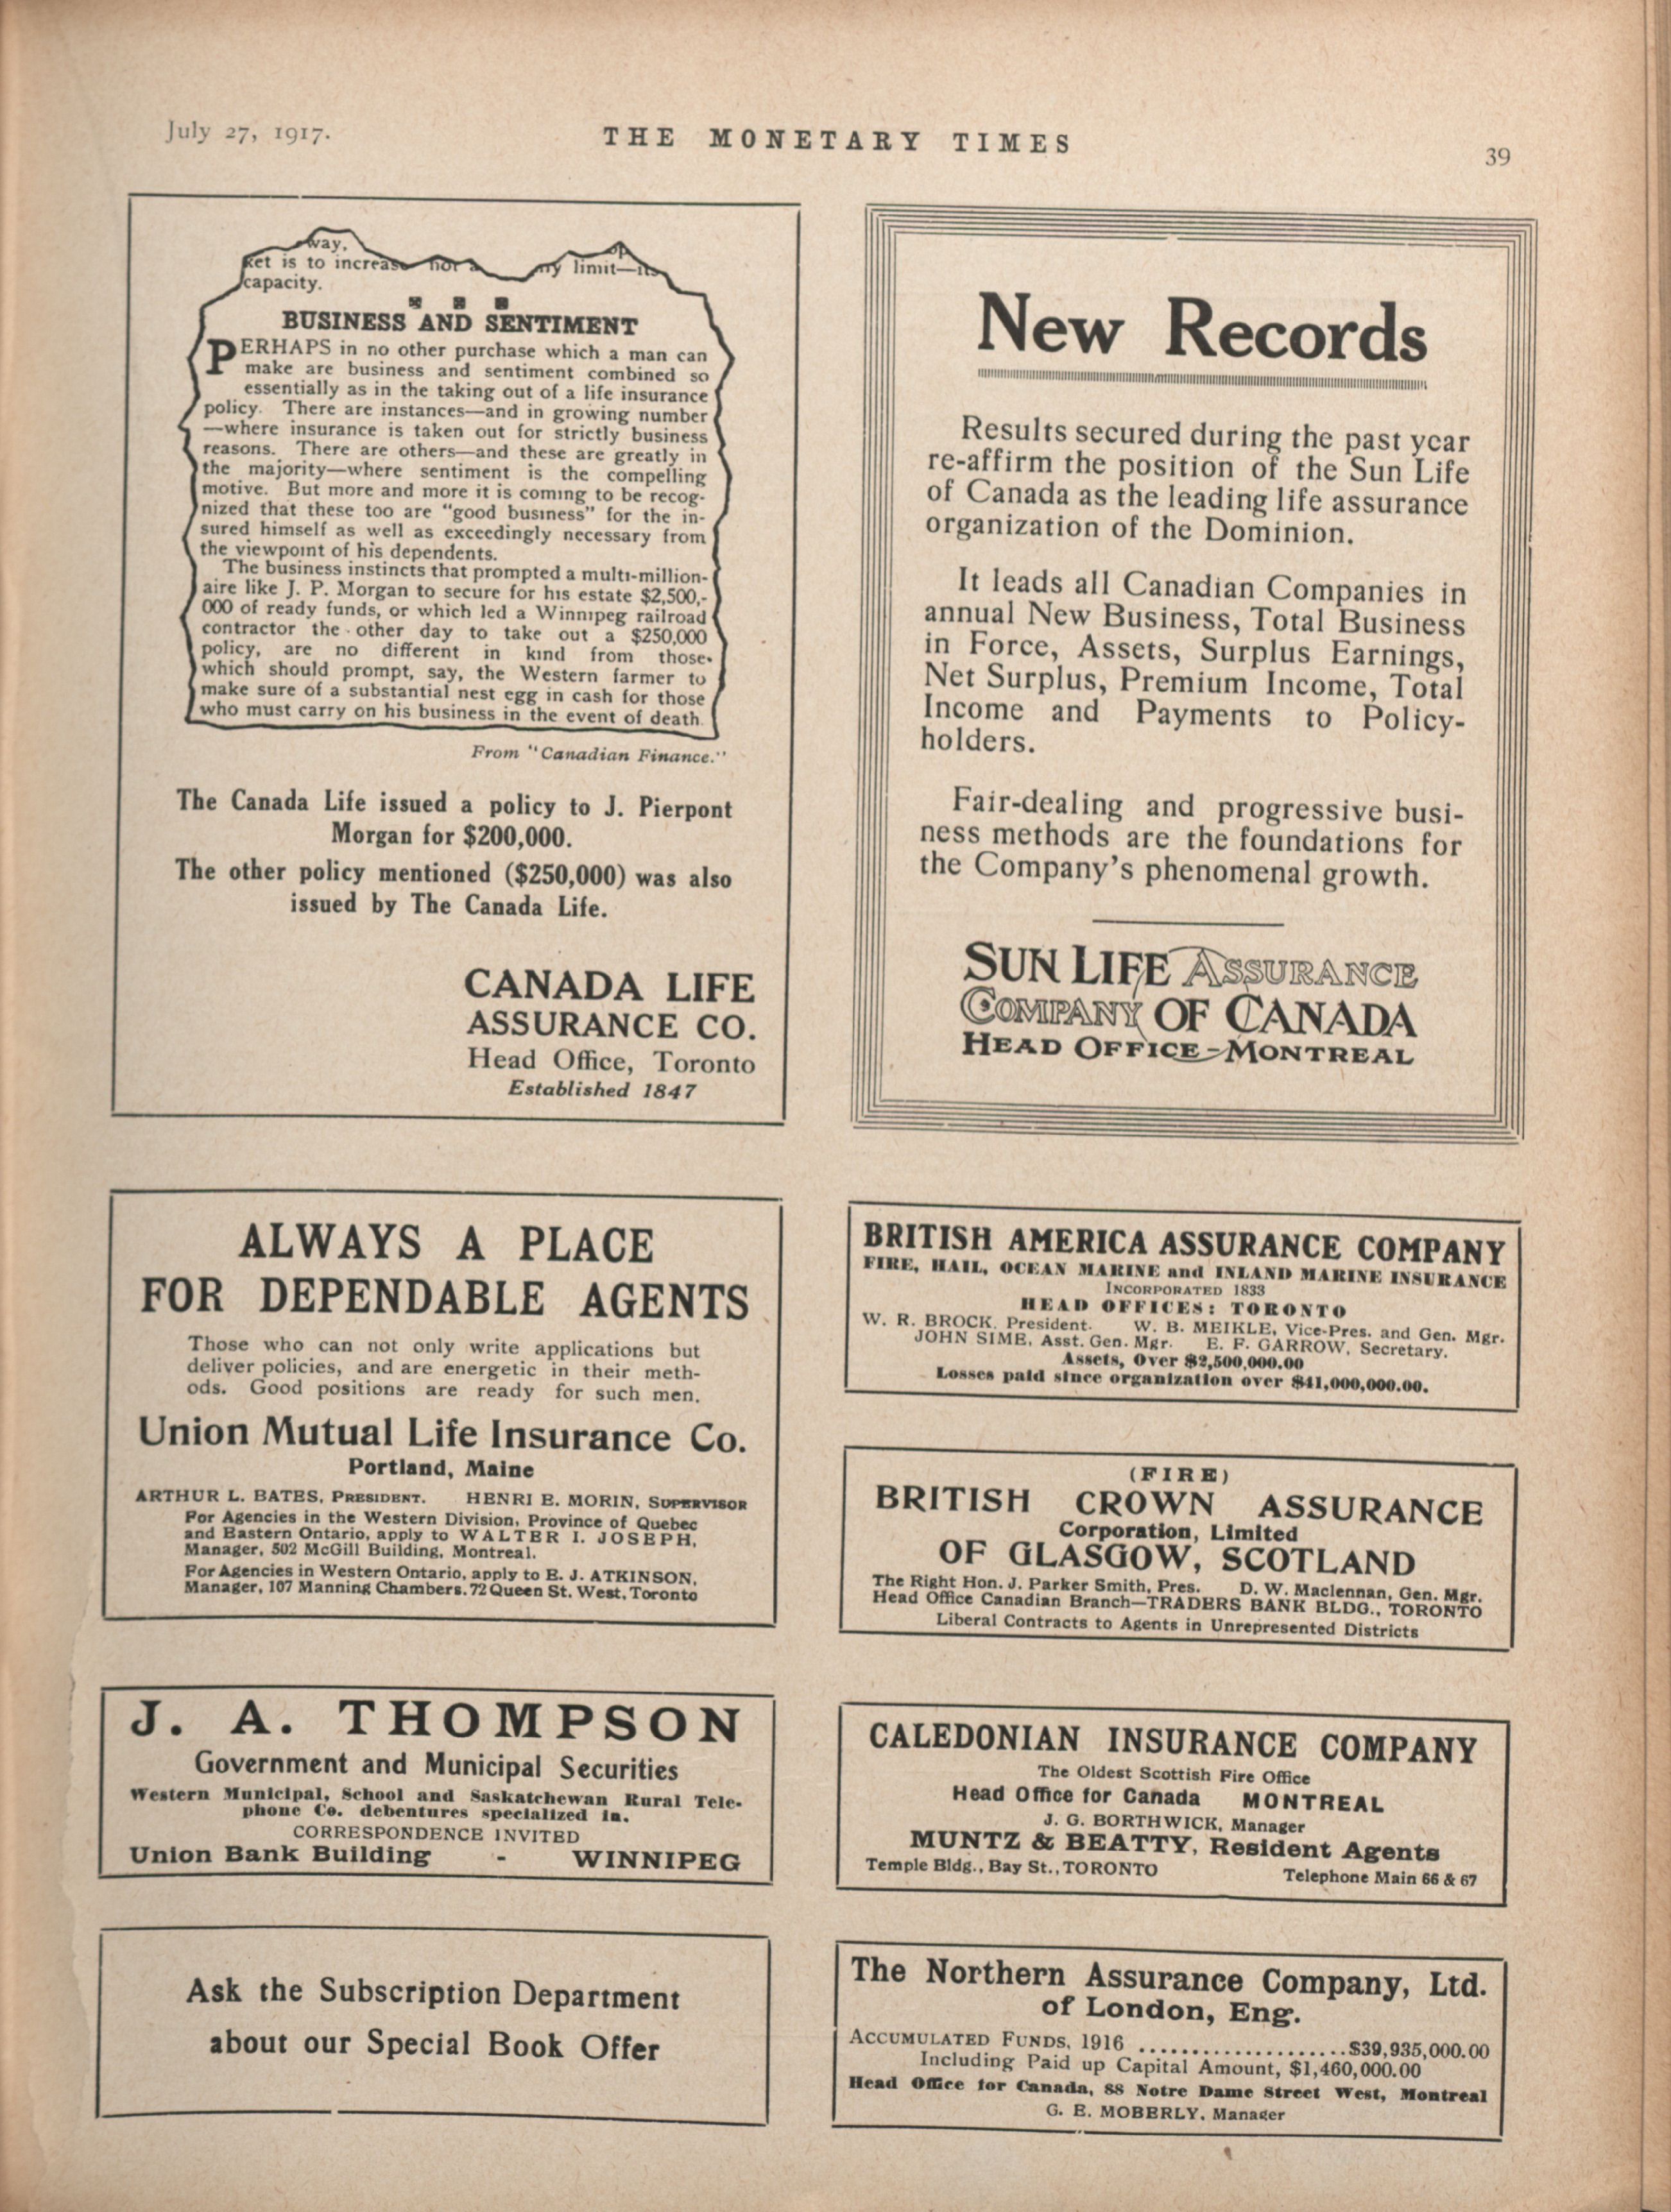 July 27, 1917.
THE MONETARY TIMES
39
way,
ket is to increase nor a my limit—its
capacity.
BUSINESS AND SENTIMENT
PERHAPS in no other purchase which a man can
make are business and sentiment combined so
essentially as in the taking out of a life insurance
policy. There are instances—and in growing number
—where insurance is taken out for strictly business
reasons. There are others—and these are greatly in
the majority—where sentiment is the compelling
motive. But more and more it is coming to be recog-
nized that these too are "good business" for the in-
sured himself as well as exceedingly necessary from
the viewpoint of his dependents.
The business instincts that prompted a multi-million-
aire like J. P. Morgan to secure for his estate $2,500,-
000 of ready funds, or which led a Winnipeg railroad
contractor the other day to take out a $250,000
policy, are no different in kind from those
which should prompt, say, the Western farmer to
make sure of a substantial nest egg in cash for those
who must carry on his business in the event of death.
From "Canadian Finance."
The Canada Life issued a policy to J. Pierpont
Morgan for $200,000.
The other policy mentioned ($250,000) was also
issued by The Canada Life.
CANADA LIFE
ASSURANCE CO.
Head Office, Toronto
Established 1847
New Records
Results secured during the past year
re-affirm the position of the Sun Life
of Canada as the leading life assurance
organization of the Dominion.
It leads all Canadian Companies in
annual New Business, Total Business
in Force, Assets, Surplus Earnings,
Net Surplus, Premium Income, Total
Income and Payments to Policy-
holders.
Fair-dealing and progressive busi-
ness methods are the foundations for
the Company's phenomenal growth.
SUN LIFE ASSURANCE
COMPANY OF CANADA
HEAD OFFICE-MONTREAL
ALWAYS A PLACE
FOR DEPENDABLE AGENTS
Those who can not only write applications but
deliver policies, and are energetic in their meth-
ods. Good positions are ready for such men.
Union Mutual Life Insurance Co.
Portland, Maine
ARTHUR L. BATES, PRESIDENT. HENRI E. MORIN, SUPERVISOR
For Agencies in the Western Division, Province of Quebec
and Eastern Ontario, apply to WALTER I. JOSEPH,
Manager, 502 McGill Building, Montreal.
For Agencies in Western Ontario, apply to E. J. ATKINSON,
Manager, 107 Manning Chambers, 72 Queen St. West, Toronto
BRITISH AMERICA ASSURANCE COMPANY
FIRE, HAIL, OCEAN MARINE and INLAND MARINE INSURANCE
INCORPORATED 1833
HEAD OFFICES: TORONTO
W. R. BROCK, President. W. B. MEIKLE, Vice-Pres. and Gen. Mgr.
JOHN SIME, Asst. Gen. Mgr. E. F. GARROW, Secretary.
Assets, Over $2,500,000.00
Losses paid since organization over $41,000,000.00.
(FIRE)
BRITISH CROWN ASSURANCE
Corporation, Limited
OF GLASGOW, SCOTLAND
The Right Hon. J. Parker Smith, Pres. D. W. Maclennan, Gen. Mgr.
Head Office Canadian Branch—TRADERS BANK BLDG., TORONTO
Liberal Contracts to Agents in Unrepresented Districts
J. A. THOMPSON
Government and Municipal Securities
Western Municipal, School and Saskatchewan Rural Tele-
phone Co. debentures specialized in.
CORRESPONDENCE INVITED
Union Bank Building - WINNIPEG
CALEDONIAN INSURANCE COMPANY
The Oldest Scottish Fire Office
Head Office for Canada MONTREAL
J. G. BORTHWICK, Manager
MUNTZ & BEATTY, Resident Agents
Temple Bldg., Bay St., TORONTO Telephone Main 66 & 67
Ask the Subscription Department
about our Special Book Offer
The Northern Assurance Company, Ltd.
of London, Eng.
ACCUMULATED FUNDS, 1916 ....................$39,935,000.00
Including Paid up Capital Amount, $1,460,000.00
Head Office for Canada, 88 Notre Dame Street West, Montreal
G. E. MOBERLY, Manager